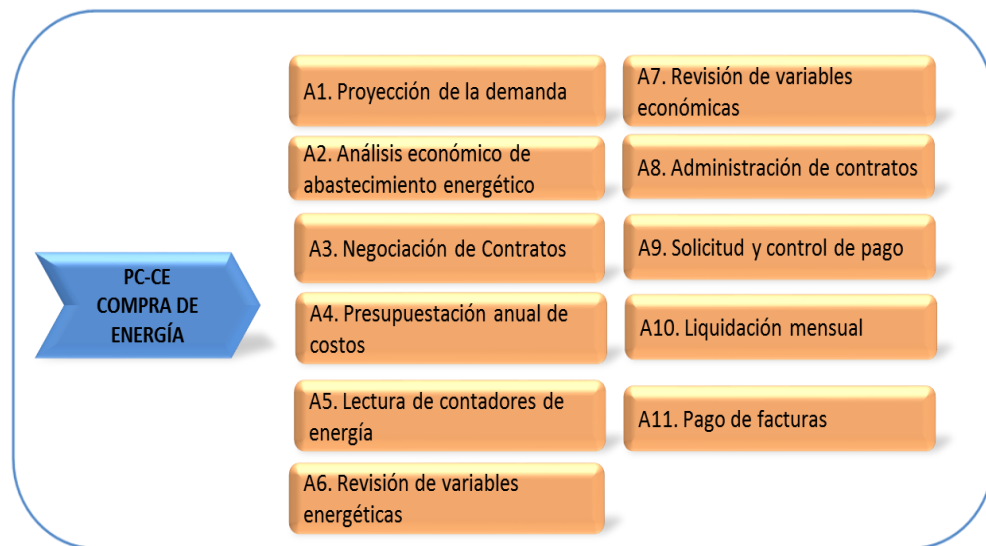 PC-CE
COMPRA DE
ENERGÍA
A1. Proyección de la demanda
A2. Análisis económico de
abastecimiento energético
A3. Negociación de Contratos
A4. Presupuestación anual de
costos
A5. Lectura de contadores de
energía
A6. Revisión de variables
energéticas
A7. Revisión de variables
económicas
A8. Administración de contratos
A9. Solicitud y control de pago
A10. Liquidación mensual
A11. Pago de facturas